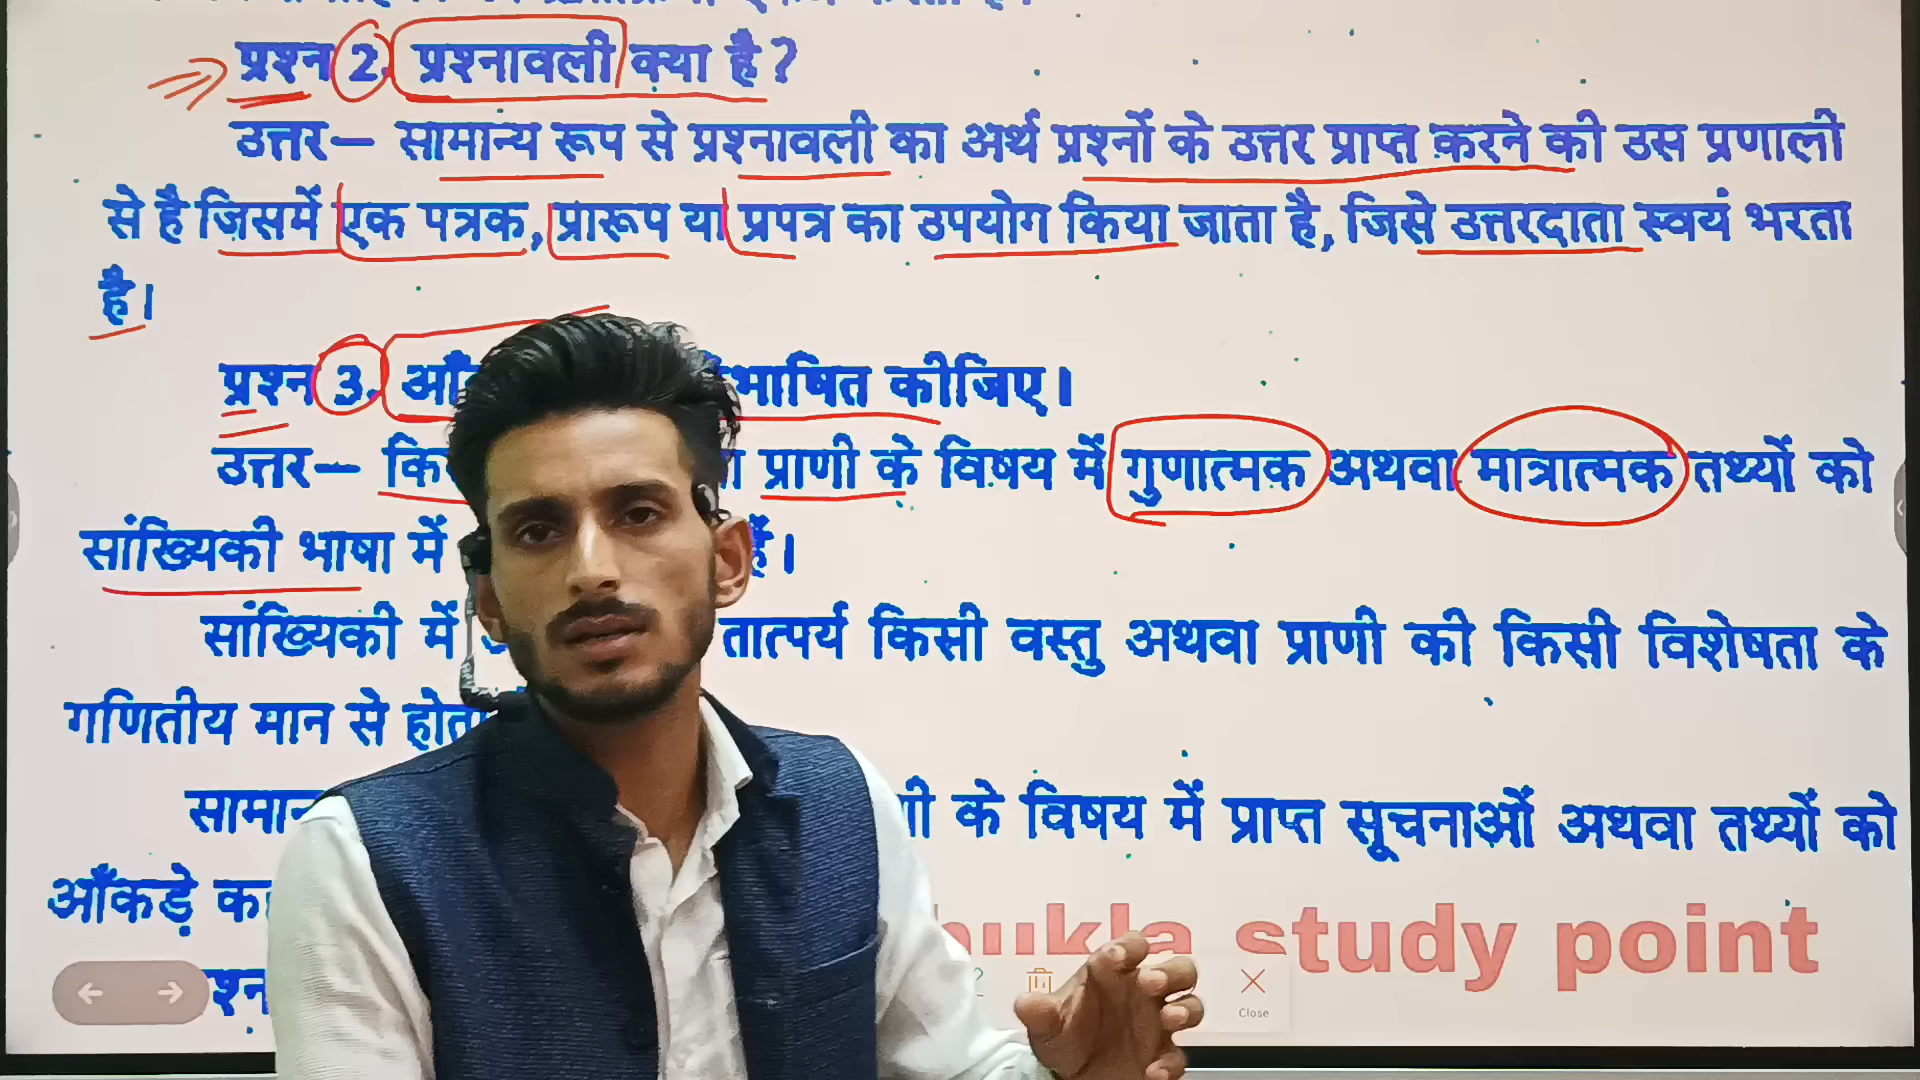 प्रश्न 2. प्रश्नावली क्या है?
उत्तर— सामान्य रूप से प्रश्नावली का अर्थ प्रश्नों के उत्तर प्राप्त करने की उस प्रणाली
से है जिसमें एक पत्रक, प्रारूप या प्रपत्र का उपयोग किया जाता है, जिसे उत्तरदाता स्वयं भरता
है।
प्रश्न 3. कीजिए।
उत्तर— प्राणी के विषय में गुणात्मक अथवा मात्रात्मक तथ्यों को
सांख्यिकी भाषा में हैं।
सांख्यिकी में तात्पर्य किसी वस्तु अथवा प्राणी की किसी विशेषता के
गणितीय मान से
के विषय में प्राप्त सूचनाओं अथवा तथ्यों को
आँकड़े
study point
Close